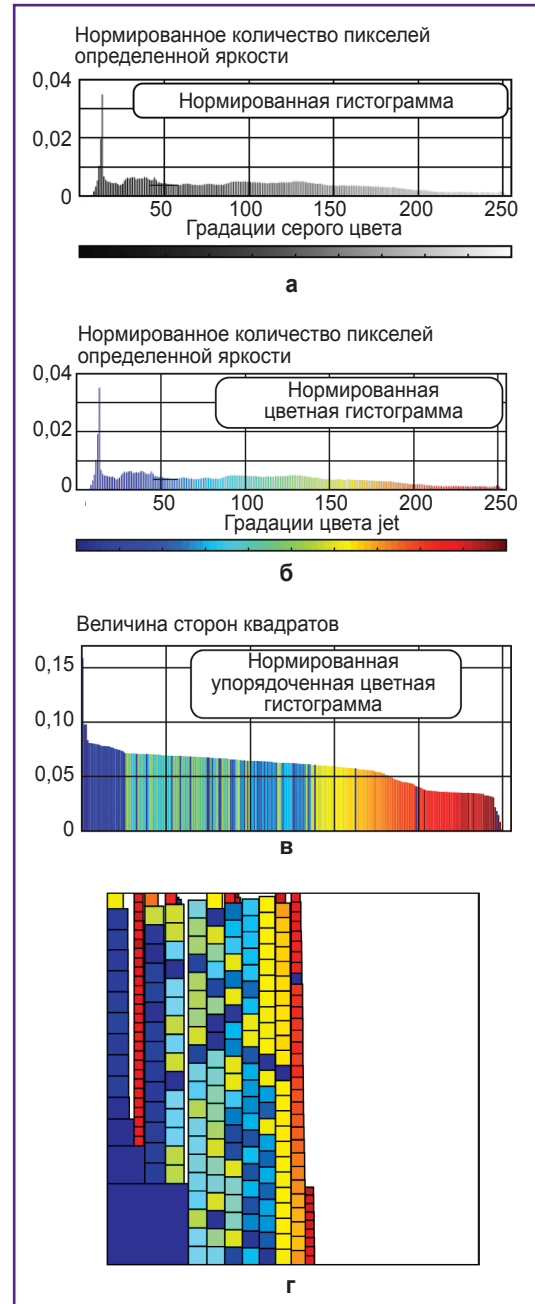 Нормированное количество пикселей
определенной яркости
0,04
Нормированная гистограмма
0,02
0
50 100 150 200 250
Градации серого цвета
а
Нормированное количество пикселей
определенной яркости
0,04
Нормированная
цветная гистограмма
0,02
0
50 100 150 200 250
Градации цвета jet
б
Величина сторон квадратов
0,15
Нормированная
упорядоченная цветная
гистограмма
0,10
0,05
0
в
г